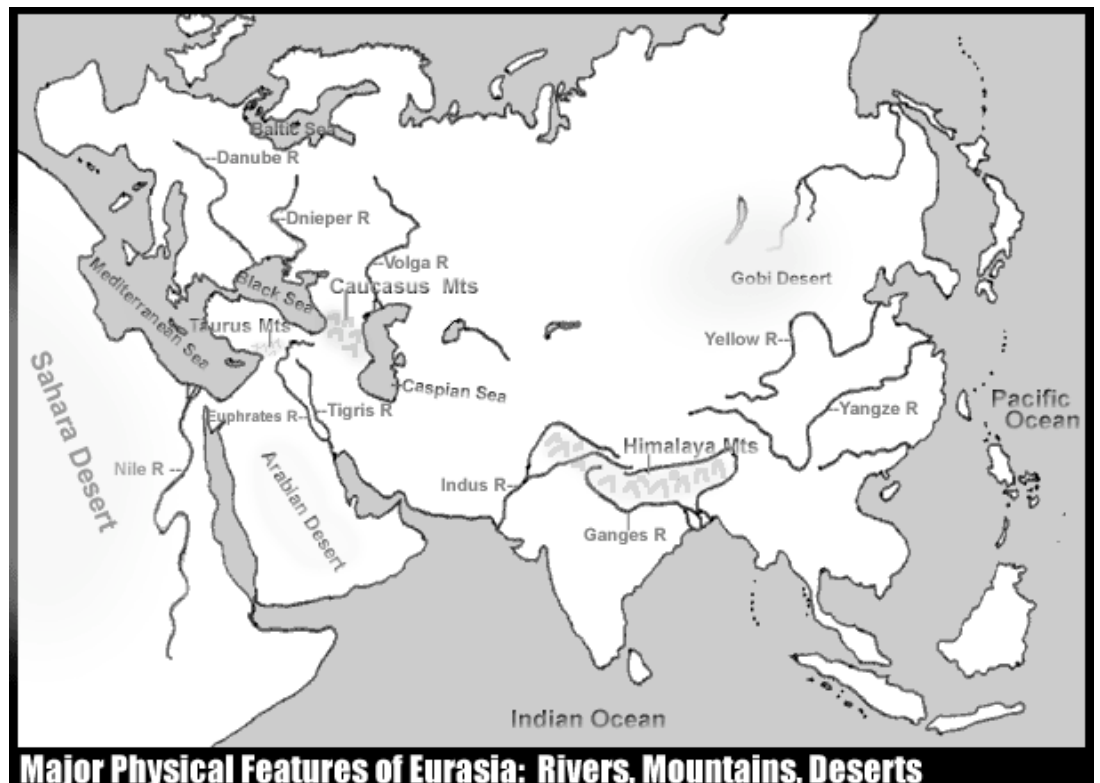 Baltic Sea
--Danube R
--Dnieper R
--Volga R
Gobi Desert
Mediterranean Sea
Black Sea
Caucasus Mts
Taurus Mts
Yellow R--
Sahara Desert
Caspian Sea
Pacific
Ocean
Euphrates R--
--Tigris R
--Yangze R
Himalaya Mts
Nile R --
Arabian Desert
Indus R--
Ganges R
Indian Ocean
Major Physical Features of Eurasia: Rivers, Mountains, Deserts